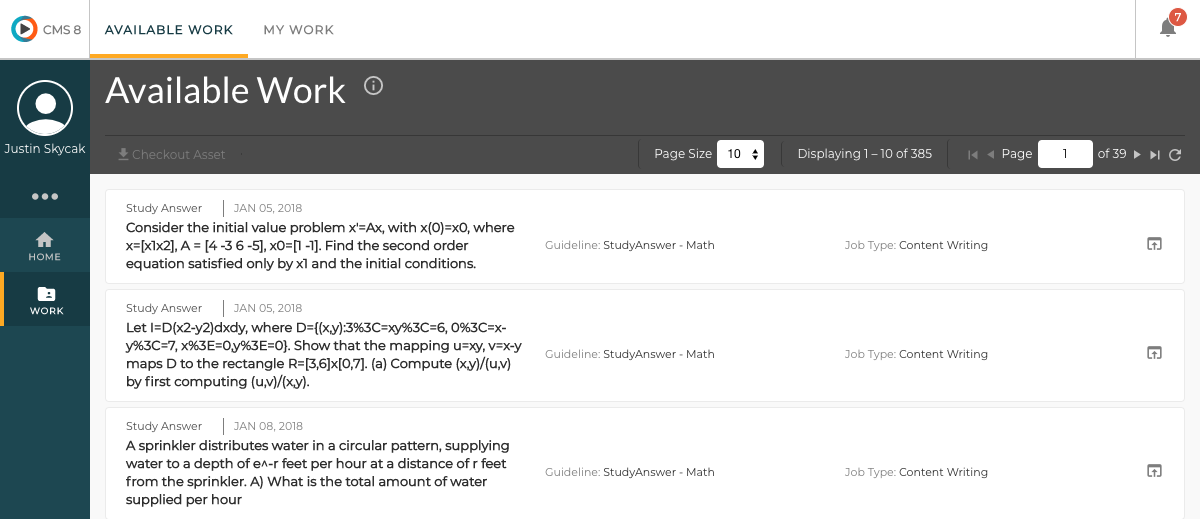 CMS 8
AVAILABLE WORK
MY WORK
7
Available Work
Justin Skycak
Checkout Asset
Page Size
10
Displaying 1 – 10 of 385
Page
1
of 39
HOME
WORK
Study Answer
JAN 05, 2018
Consider the initial value problem x'=Ax, with x(0)=x0, where
x=[x1x2], A = [4 -3 6 -5], x0=[1 -1]. Find the second order
equation satisfied only by x1 and the initial conditions.
Guideline: StudyAnswer - Math
Job Type: Content Writing
Study Answer
JAN 05, 2018
Let I=D(x2-y2)dxdy, where D={(x,y):3%3C=xy%3C=6, 0%3C=x-
y%3C=7, x%3E=0,y%3E=0}. Show that the mapping u=xy, v=x-y
maps D to the rectangle R=[3,6]x[0,7]. (a) Compute (x,y)/(u,v)
by first computing (u,v)/(x,y).
Guideline: StudyAnswer - Math
Job Type: Content Writing
Study Answer
JAN 08, 2018
A sprinkler distributes water in a circular pattern, supplying
water to a depth of e^-r feet per hour at a distance of r feet
from the sprinkler. A) What is the total amount of water
supplied per hour
Guideline: StudyAnswer - Math
Job Type: Content Writing